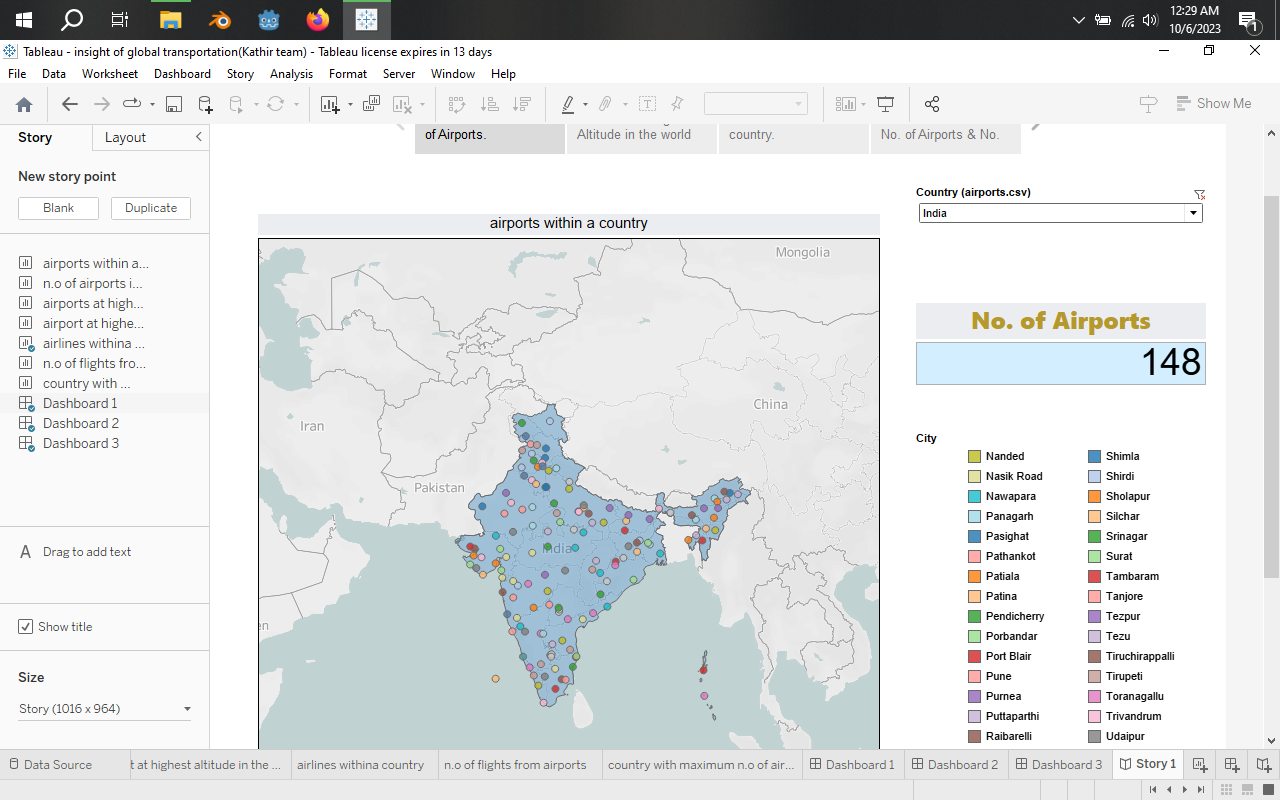 12:29 AM
10/6/2023
1
Tableau - insight of global transportation(Kathir team) - Tableau license expires in 13 days
File Data Worksheet Dashboard Story Analysis Format Server Window Help
Show Me
Story Layout
New story point
Blank Duplicate
airports within a...
n.o of airports i...
airports at high...
airport at highe...
airlines withina ...
n.o of flights fro...
country with ...
Dashboard 1
Dashboard 2
Dashboard 3
A Drag to add text
Show title
Size
Story (1016 x 964)
of Airports.
Altitude in the world
country.
No. of Airports & No.
airports within a country
Mongolia
China
Iran
Pakistan
India
en
Country (airports.csv)
India
No. of Airports
148
City
Nanded Shimla
Nasik Road Shirdi
Nawapara Sholapur
Panagarh Silchar
Pasighat Srinagar
Pathankot Surat
Patiala Tambaram
Patina Tanjore
Pendicherry Tezpur
Porbandar Tezu
Port Blair Tiruchirappalli
Pune Tirupeti
Purnea Toranagallu
Puttaparthi Trivandrum
Raibarelli Udaipur
Data Source t at highest altitude in the ... airlines withina country n.o of flights from airports country with maximum n.o of air... Dashboard 1 Dashboard 2 Dashboard 3 Story 1